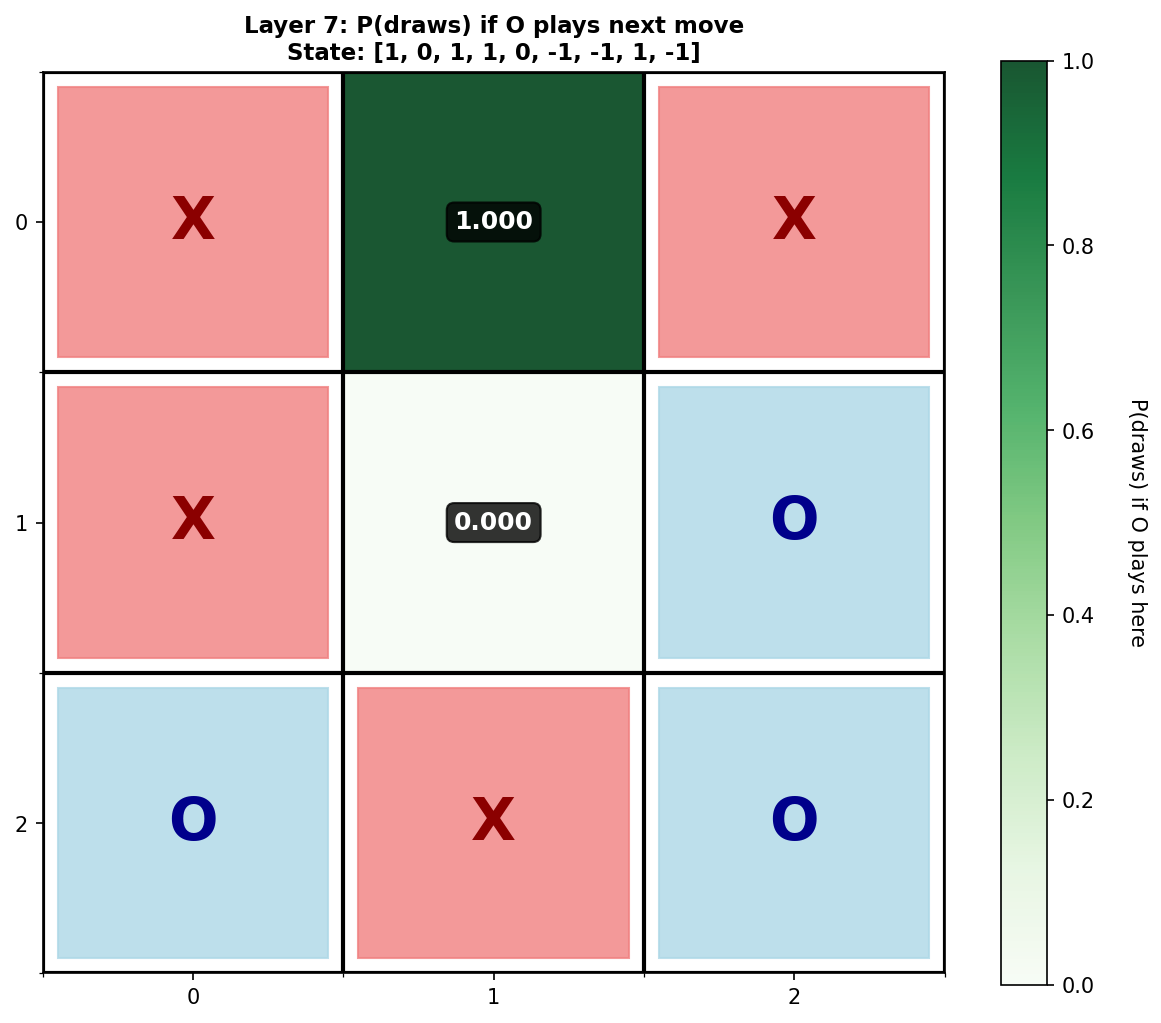 Layer 7: P(draws) if O plays next move
State: [1, 0, 1, 1, 0, -1, -1, 1, -1]
X
1.000
X
X
0.000
O
O
X
O
0
1
2
0
1
2
1.0
0.8
0.6
0.4
0.2
0.0
P(draws) if O plays here